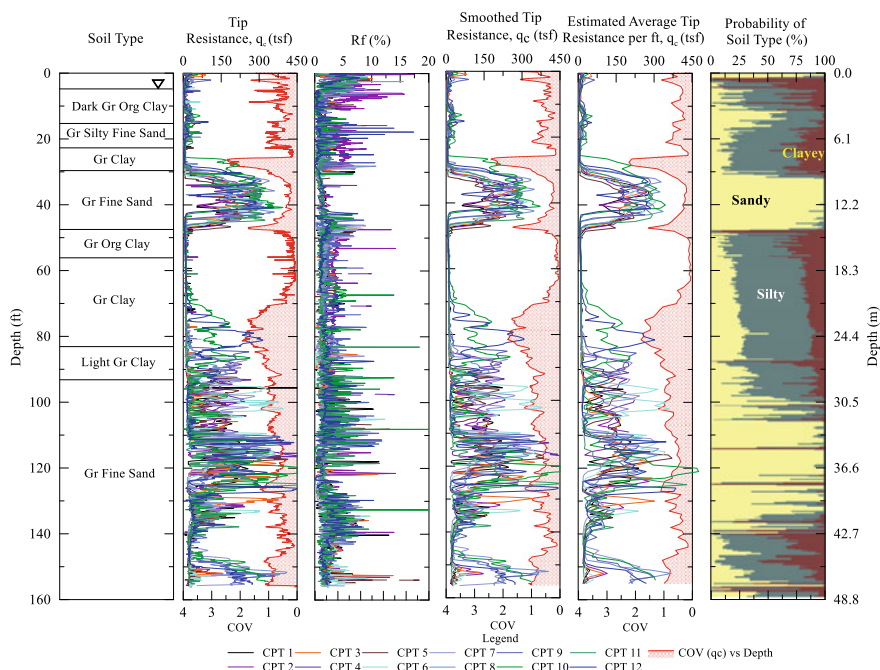 Soil Type
Tip
Resistance, qc (tsf)
Rf (%)
Smoothed Tip
Resistance, qc (tsf)
Estimated Average Tip
Resistance per ft, qc (tsf)
Probability of
Soil Type (%)
0 150 300 450
0 5 10 15 20
0 150 300 450
0 150 300 450
0 25 50 75 100
Depth (ft)
0
20
40
60
80
100
120
140
160
Dark Gr Org Clay
Gr Silty Fine Sand
Gr Clay
Gr Fine Sand
Gr Org Clay
Gr Clay
Light Gr Clay
Gr Fine Sand
Clayey
Sandy
Silty
0.0
6.1
12.2
18.3
24.4
30.5
36.6
42.7
48.8
Depth (m)
4 3 2 1 0
COV
4 3 2 1 0
COV
4 3 2 1 0
COV
Legend
CPT 1 CPT 3 CPT 5 CPT 7 CPT 9 CPT 11 COV (qc) vs Depth
CPT 2 CPT 4 CPT 6 CPT 8 CPT 10 CPT 12